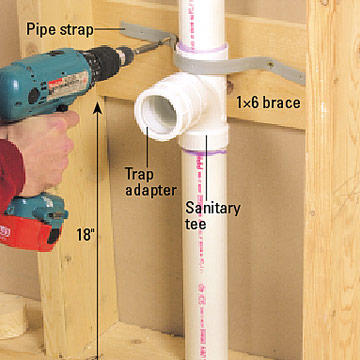 Pipe strap
1×6 brace
Trap
adapter
Sanitary
tee
18"